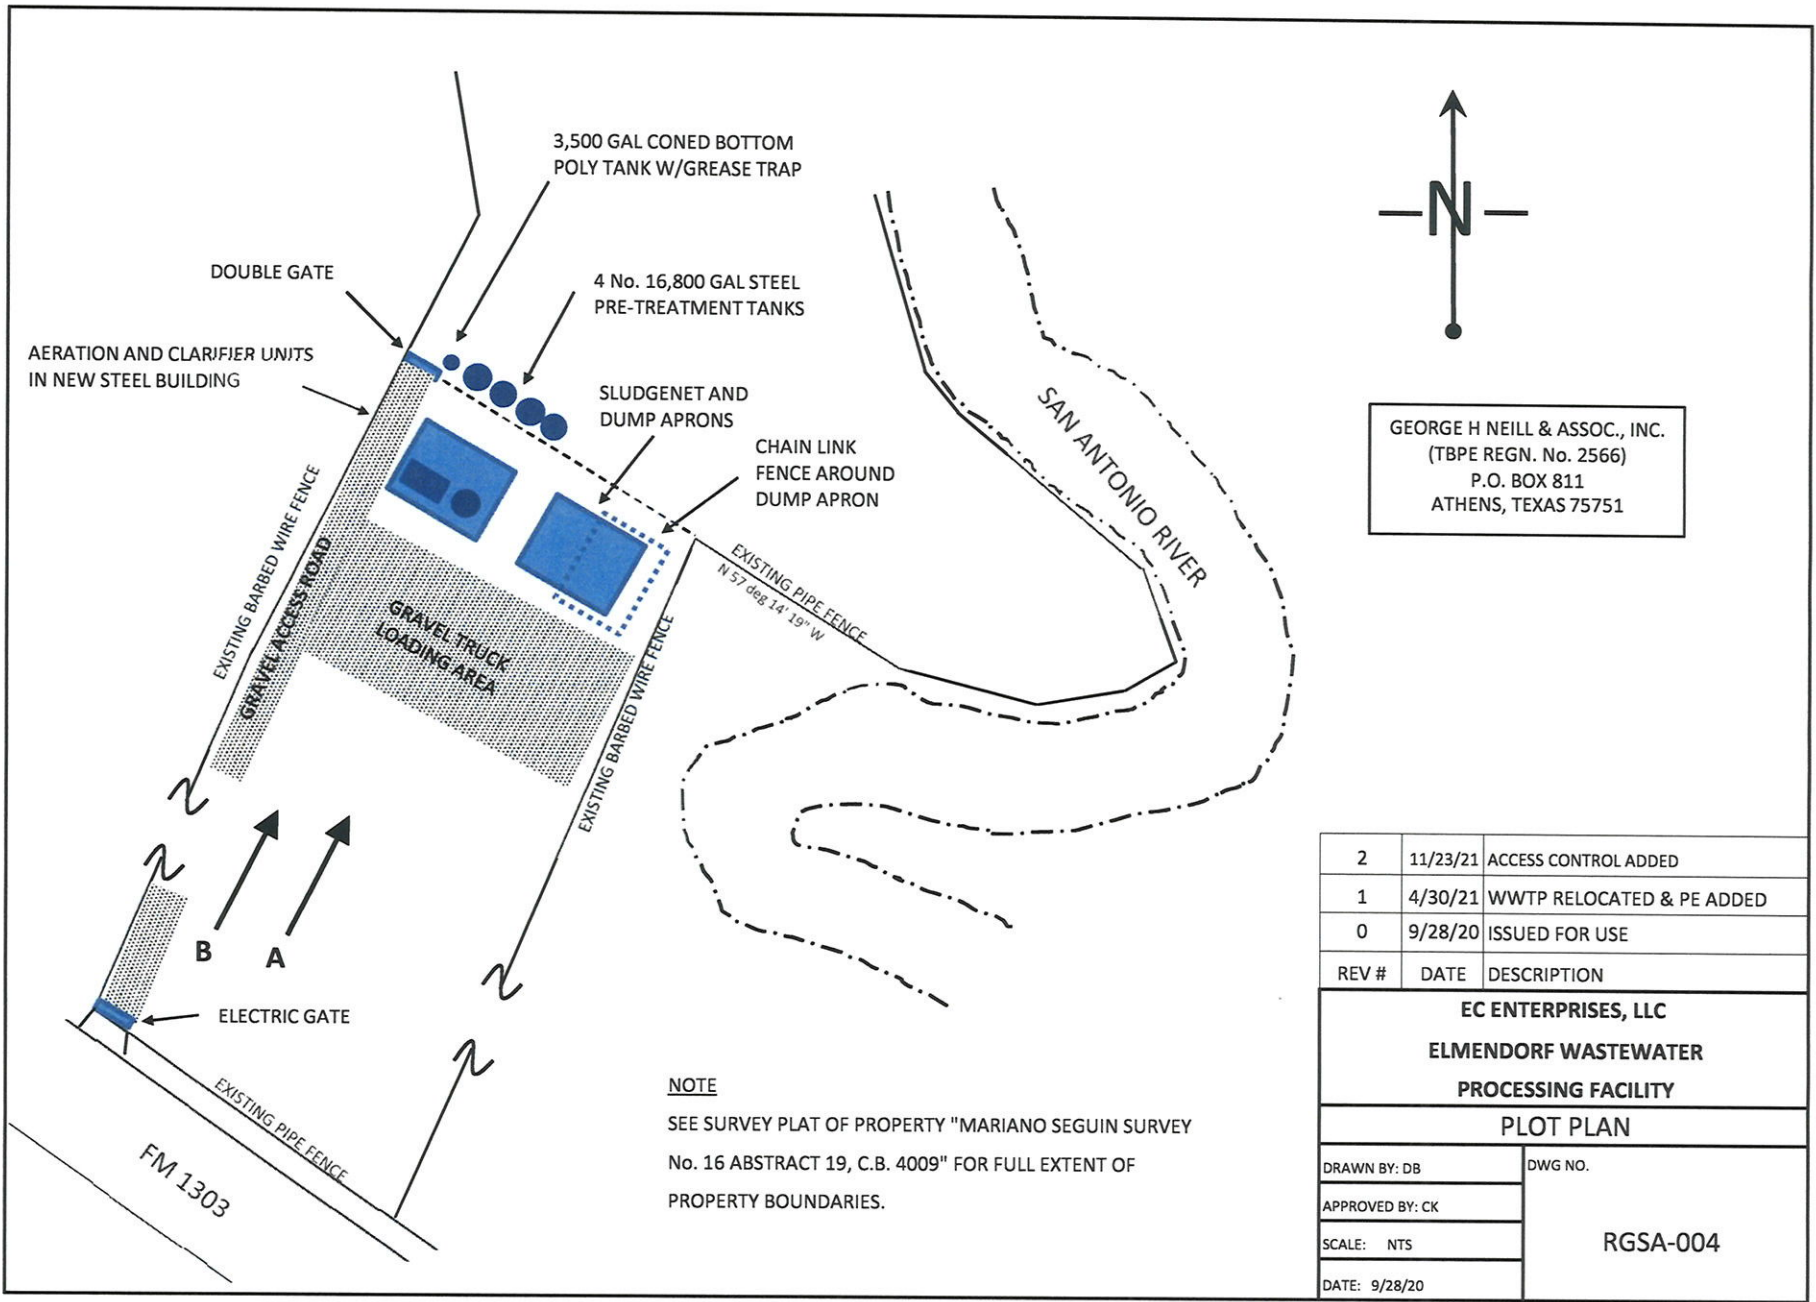 3,500 GAL CONED BOTTOM
POLY TANK W/GREASE TRAP
DOUBLE GATE
4 No. 16,800 GAL STEEL
PRE-TREATMENT TANKS
AERATION AND CLARIFIER UNITS
IN NEW STEEL BUILDING
SLUDGENET AND
DUMP APRONS
CHAIN LINK
FENCE AROUND
DUMP APRON
N
SAN ANTONIO RIVER
GEORGE H NEILL & ASSOC., INC.
(TBPE REGN. No. 2566)
P.O. BOX 811
ATHENS, TEXAS 75751
EXISTING BARBED WIRE FENCE
GRAVEL ACCESS ROAD
GRAVEL TRUCK
LOADING AREA
EXISTING BARBED WIRE FENCE
EXISTING PIPE FENCE
N 57 deg 14' 19" W
B
A
ELECTRIC GATE
EXISTING PIPE FENCE
FM 1303
NOTE
SEE SURVEY PLAT OF PROPERTY "MARIANO SEGUIN SURVEY
No. 16 ABSTRACT 19, C.B. 4009" FOR FULL EXTENT OF
PROPERTY BOUNDARIES.
2 11/23/21 ACCESS CONTROL ADDED
1 4/30/21 WWTP RELOCATED & PE ADDED
0 9/28/20 ISSUED FOR USE
REV # DATE DESCRIPTION
EC ENTERPRISES, LLC
ELMENDORF WASTEWATER
PROCESSING FACILITY
PLOT PLAN
DRAWN BY: DB
APPROVED BY: CK
SCALE: NTS
DATE: 9/28/20
DWG NO.
RGSA-004